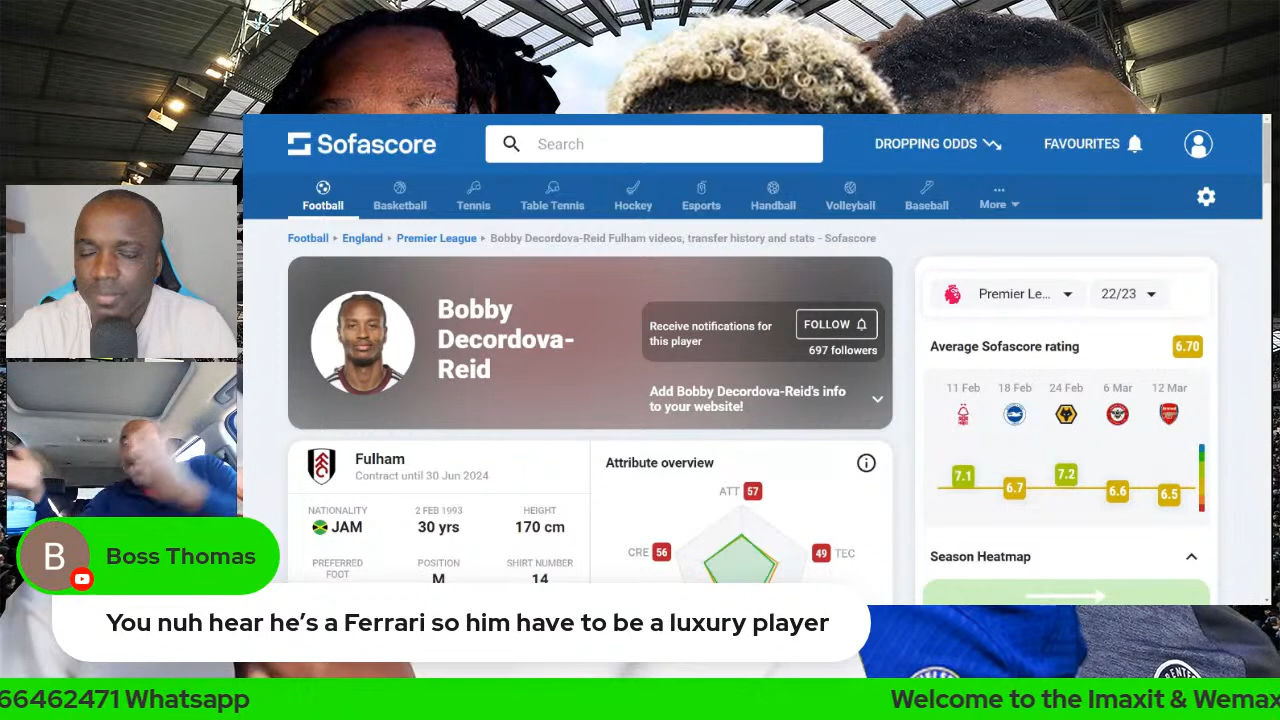 Sofascore
Search
DROPPING ODDS
FAVOURITES
Football
Basketball
Tennis
Table Tennis
Hockey
Esports
Handball
Volleyball
Baseball
More
Football
England
Premier League
Bobby Decordova-Reid Fulham videos, transfer history and stats - Sofascore
Bobby
Decordova-
Reid
Receive notifications for
this player
FOLLOW
697 followers
Add Bobby Decordova-Reid's info
to your website!
Premier Le...
22/23
Average Sofascore rating
6.70
11 Feb
18 Feb
24 Feb
6 Mar
12 Mar
7.1
6.7
7.2
6.6
6.5
Season Heatmap
Fulham
Contract until 30 Jun 2024
NATIONALITY
JAM
2 FEB 1993
30 yrs
HEIGHT
170 cm
PREFERRED
FOOT
POSITION
M
SHIRT NUMBER
14
Attribute overview
ATT 57
CRE 56
49 TEC
B
Boss Thomas
You nuh hear he’s a Ferrari so him have to be a luxury player
66462471 Whatsapp
Welcome to the Imaxit & Wemax